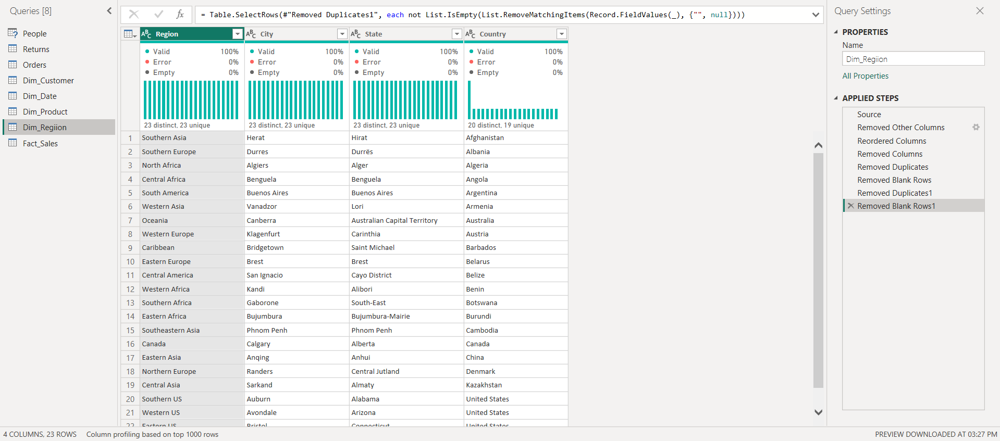 Queries [8]
People
Returns
Orders
Dim_Customer
Dim_Date
Dim_Product
Dim_Regiion
Fact_Sales
fx
= Table.SelectRows(#"Removed Duplicates1", each not List.IsEmpty(List.RemoveMatchingItems(Record.FieldValues(_), {"", null})))
ABC Region ABC City ABC State ABC Country
Valid 100% Valid 100% Valid 100% Valid 100%
Error 0% Error 0% Error 0% Error 0%
Empty 0% Empty 0% Empty 0% Empty 0%
23 distinct, 23 unique 23 distinct, 23 unique 23 distinct, 23 unique 20 distinct, 19 unique
1 Southern Asia Herat Hirat Afghanistan
2 Southern Europe Durres Durrës Albania
3 North Africa Algiers Alger Algeria
4 Central Africa Benguela Benguela Angola
5 South America Buenos Aires Buenos Aires Argentina
6 Western Asia Vanadzor Lori Armenia
7 Oceania Canberra Australian Capital Territory Australia
8 Western Europe Klagenfurt Carinthia Austria
9 Caribbean Bridgetown Saint Michael Barbados
10 Eastern Europe Brest Brest Belarus
11 Central America San Ignacio Cayo District Belize
12 Western Africa Kandi Alibori Benin
13 Southern Africa Gaborone South-East Botswana
14 Eastern Africa Bujumbura Bujumbura-Mairie Burundi
15 Southeastern Asia Phnom Penh Phnom Penh Cambodia
16 Canada Calgary Alberta Canada
17 Eastern Asia Anqing Anhui China
18 Northern Europe Randers Central Jutland Denmark
19 Central Asia Sarkand Almaty Kazakhstan
20 Southern US Auburn Alabama United States
21 Western US Avondale Arizona United States
22 Eastern US Bristol Connecticut United States
Query Settings
PROPERTIES
Name
Dim_Regiion
All Properties
APPLIED STEPS
Source
Removed Other Columns
Reordered Columns
Removed Columns
Removed Duplicates
Removed Blank Rows
Removed Duplicates1
Removed Blank Rows1
4 COLUMNS, 23 ROWS Column profiling based on top 1000 rows
PREVIEW DOWNLOADED AT 03:27 PM